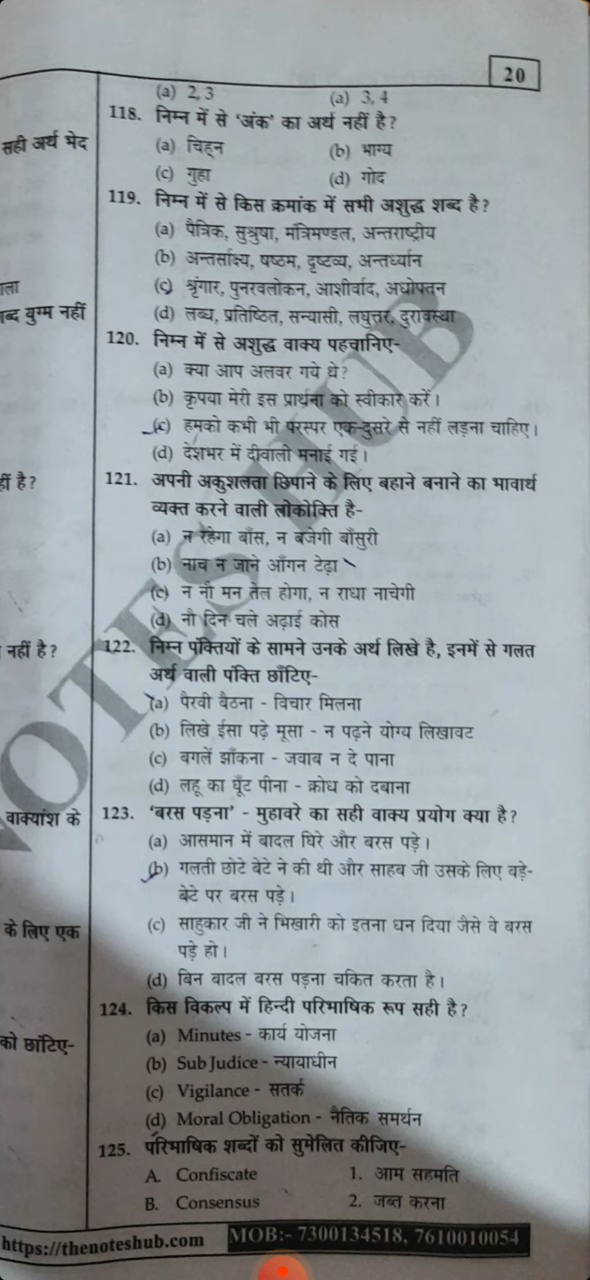 20
(a) 2, 3 (a) 3, 4
118. निम्न में से 'अंक' का अर्थ नहीं है?
सही अर्थ भेद
(a) चिह्न (b) भाग्य
(c) गुहा (d) गोद
119. निम्न में से किस क्रमांक में सभी अशुद्ध शब्द है?
(a) पैत्रिक, सुश्रुषा, मंत्रिमण्डल, अन्तराष्ट्रीय
(b) अन्तर्साक्ष्य, षष्ठम, दृष्टव्य, अन्तर्ध्यान
ला
(c) श्रृंगार, पुनरवलोकन, आशीर्वाद, अधोपतन
ब्द युग्म नहीं
(d) लब्ध, प्रतिष्ठित, सन्यासी, लघुत्तर, दुरावस्था
120. निम्न में से अशुद्ध वाक्य पहचानिए-
(a) क्या आप अलवर गये थे?
(b) कृपया मेरी इस प्रार्थना को स्वीकार करें।
(c) हमको कभी भी परस्पर एक-दुसरे से नहीं लड़ना चाहिए।
(d) देशभर में दीवाली मनाई गई।
हीं है?
121. अपनी अकुशलता छिपाने के लिए बहाने बनाने का भावार्थ
व्यक्त करने वाली लोकोक्ति है-
(a) न रहेगा बाँस, न बजेगी बाँसुरी
(b) नाच न जाने आँगन टेढ़ा
(c) न नौ मन तेल होगा, न राधा नाचेगी
(d) नौ दिन चले अढ़ाई कोस
नहीं है?
122. निम्न पंक्तियों के सामने उनके अर्थ लिखे है, इनमें से गलत
अर्थ वाली पंक्ति छाँटिए-
(a) पैरवी बैठना - विचार मिलना
(b) लिखे ईसा पढ़े मूसा - न पढ़ने योग्य लिखावट
(c) बगलें झाँकना - जवाब न दे पाना
(d) लहू का घूँट पीना - क्रोध को दबाना
वाक्यांश के
123. 'बरस पड़ना' - मुहावरे का सही वाक्य प्रयोग क्या है?
(a) आसमान में बादल घिरे और बरस पड़े।
(b) गलती छोटे बेटे ने की थी और साहब जी उसके लिए बड़े-
बेटे पर बरस पड़े।
के लिए एक
(c) साहुकार जी ने भिखारी को इतना धन दिया जैसे वे बरस
पड़े हो।
(d) बिन बादल बरस पड़ना चकित करता है।
124. किस विकल्प में हिन्दी परिभाषिक रूप सही है?
को छांटिए-
(a) Minutes - कार्य योजना
(b) Sub Judice - न्यायाधीन
(c) Vigilance - सतर्क
(d) Moral Obligation - नैतिक समर्थन
125. परिभाषिक शब्दों को सुमेलित कीजिए-
A. Confiscate 1. आम सहमति
B. Consensus 2. जब्त करना
https://thenoteshub.com MOB:- 7300134518, 7610010054
NOTES HUB